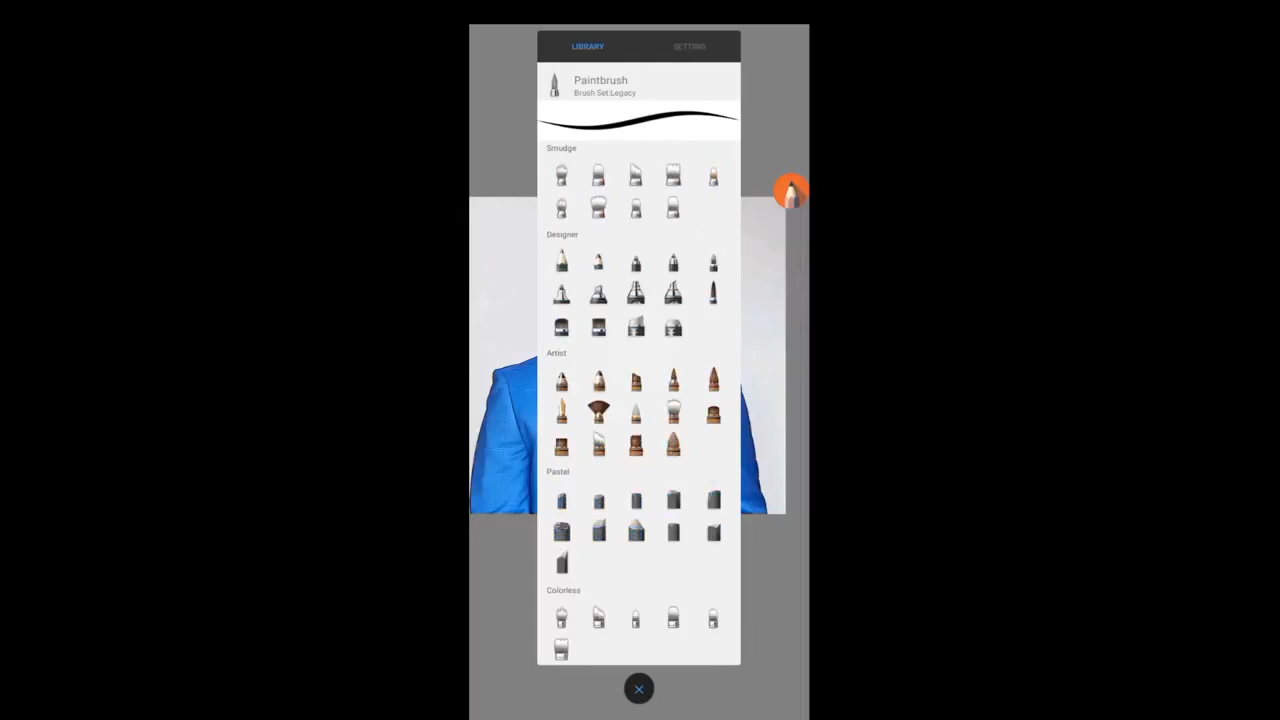 LIBRARY SETTING
Paintbrush
Brush Set:Legacy
Smudge
Designer
Artist
Pastel
Colorless